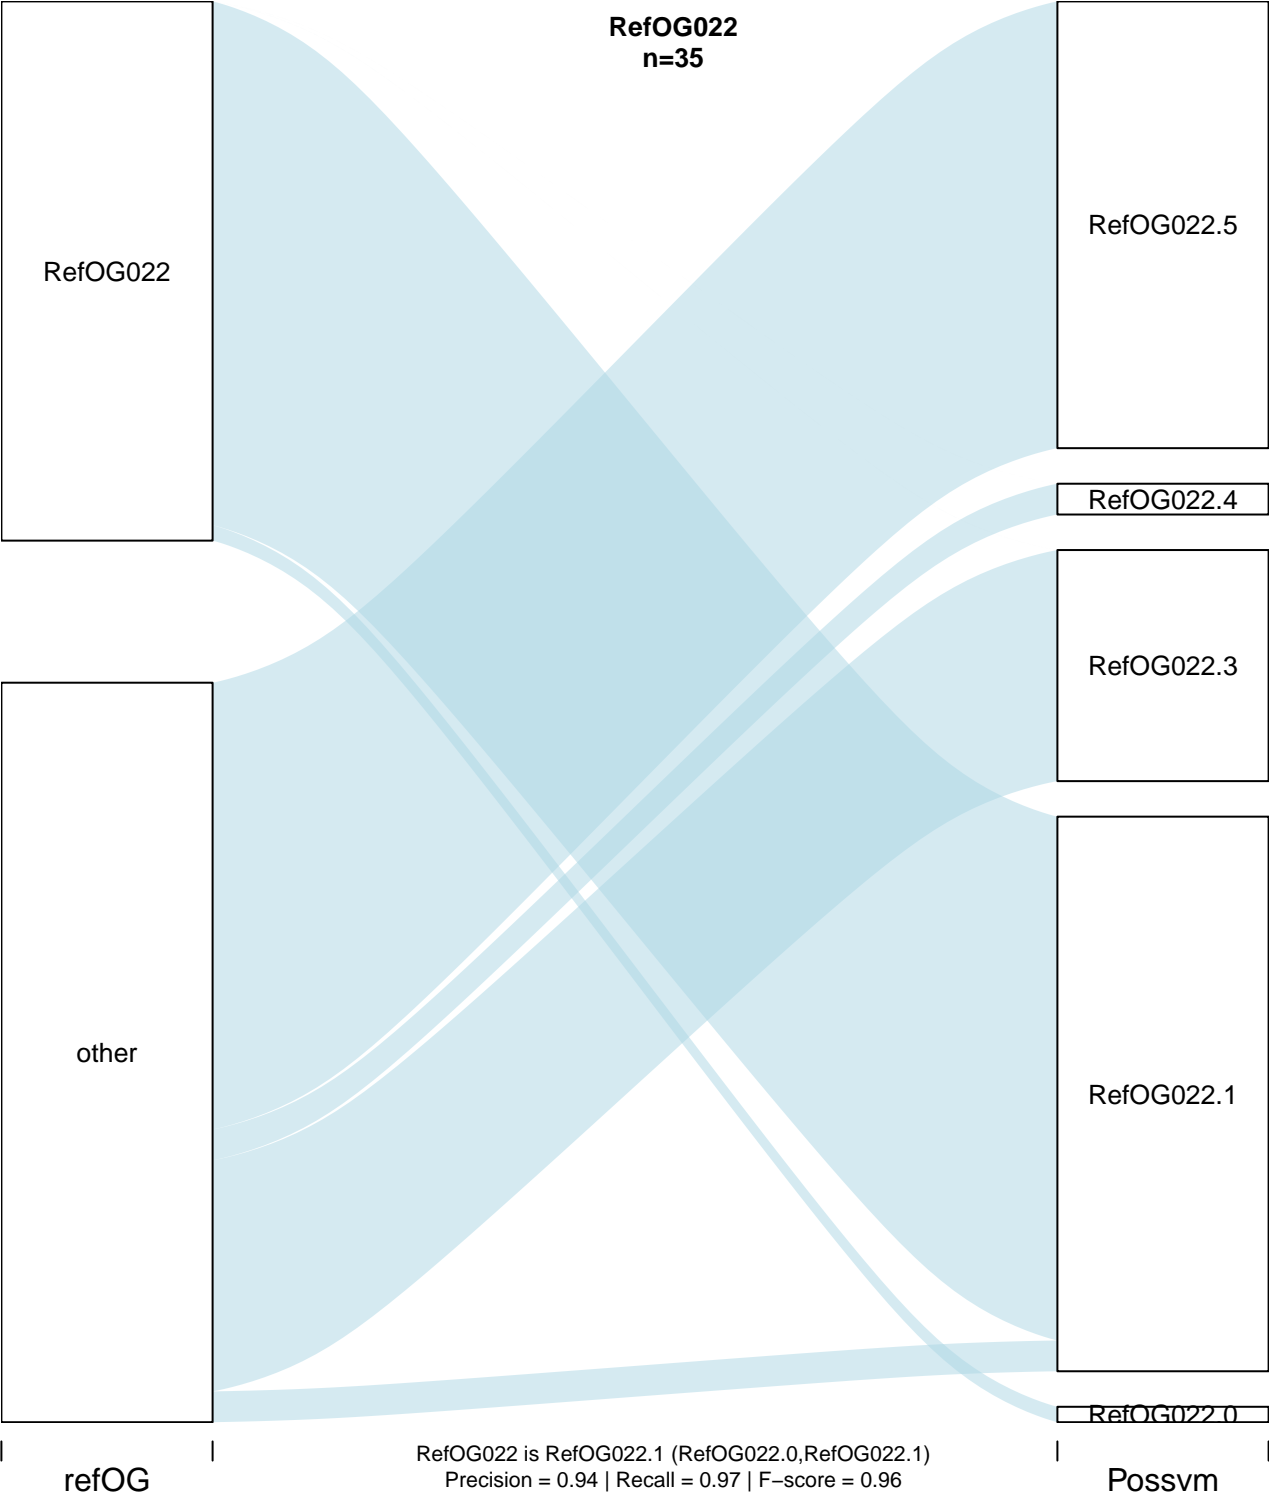 RefOG022
n=35
RefOG022
other
RefOG022.5
RefOG022.4
RefOG022.3
RefOG022.1
RefOG022.0
RefOG022 is RefOG022.1 (RefOG022.0,RefOG022.1)
Precision = 0.94 | Recall = 0.97 | F−score = 0.96
refOG
Possvm